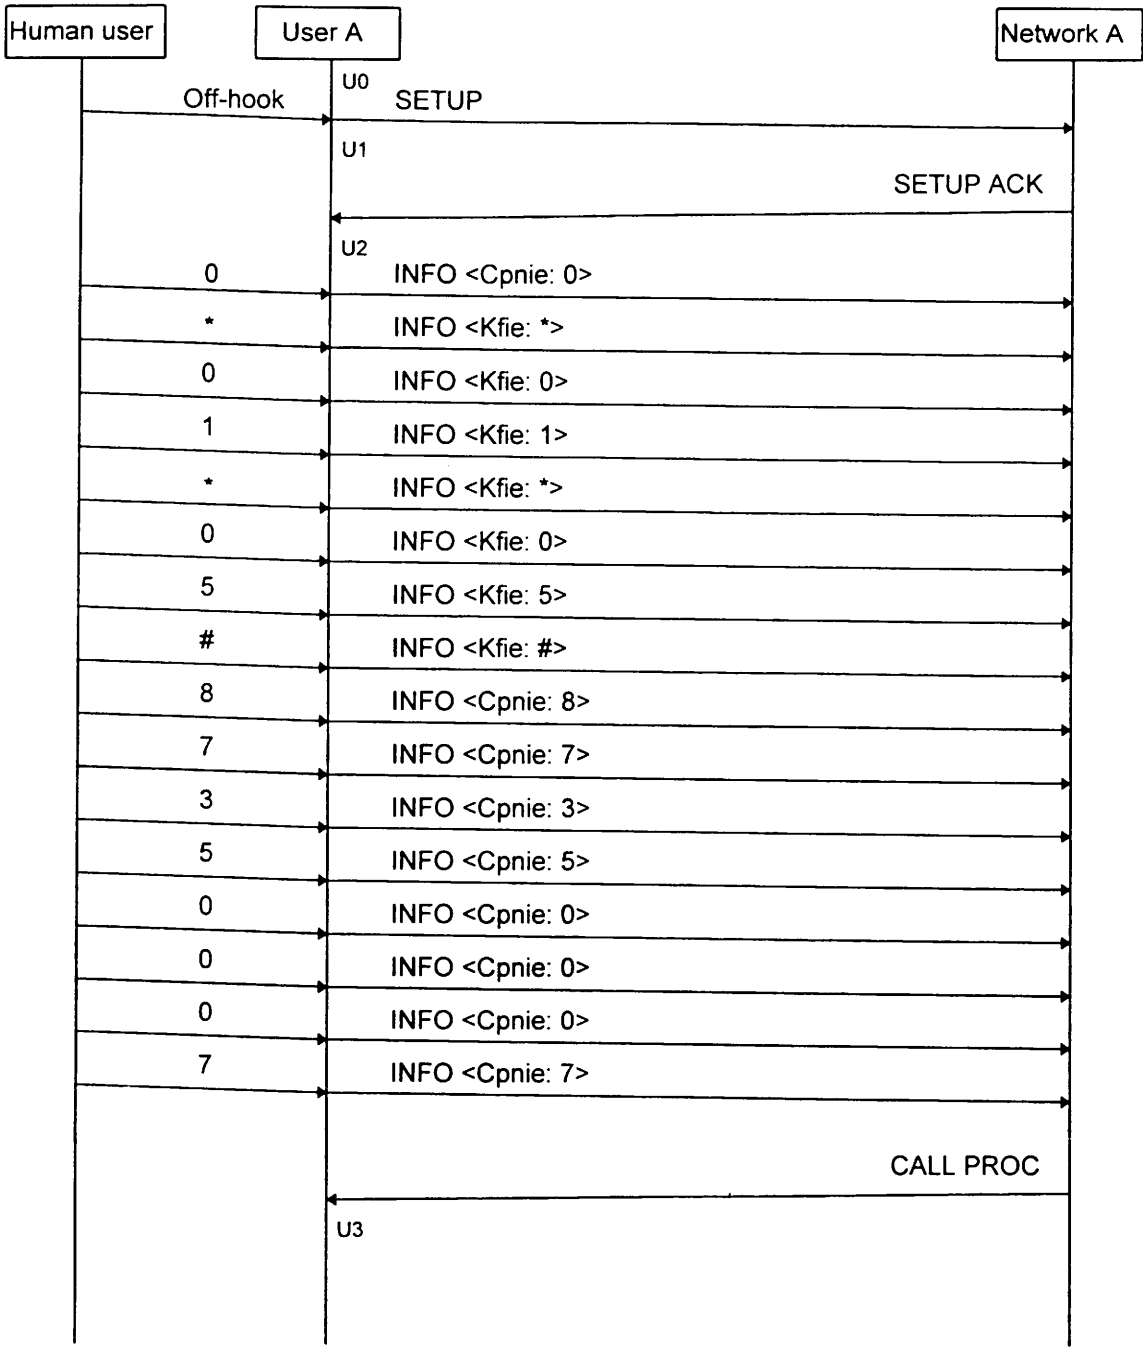 Human user User A Network A
U0
Off-hook SETUP
U1
SETUP ACK
U2
0 INFO <Cpnie: 0>
* INFO <Kfie: *>
0 INFO <Kfie: 0>
1 INFO <Kfie: 1>
* INFO <Kfie: *>
0 INFO <Kfie: 0>
5 INFO <Kfie: 5>
# INFO <Kfie: #>
8 INFO <Cpnie: 8>
7 INFO <Cpnie: 7>
3 INFO <Cpnie: 3>
5 INFO <Cpnie: 5>
0 INFO <Cpnie: 0>
0 INFO <Cpnie: 0>
0 INFO <Cpnie: 0>
7 INFO <Cpnie: 7>
CALL PROC
U3